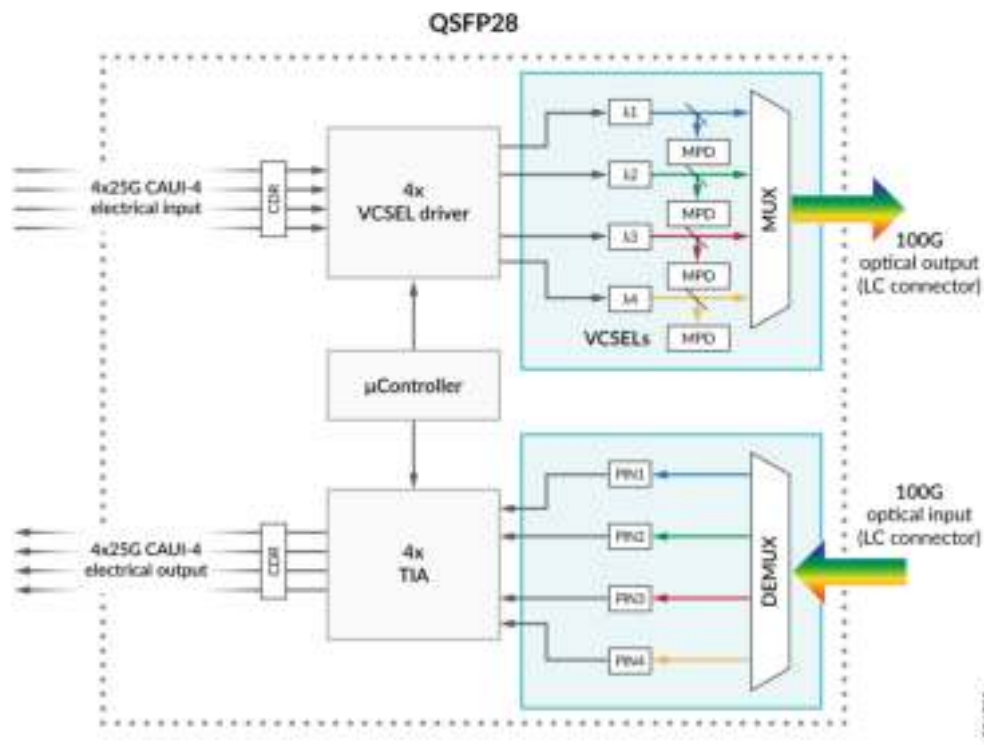 QSFP28
4x25G CAUI-4
electrical input
CDR
4x
VCSEL driver
λ1
MPD
λ2
MPD
λ3
MPD
λ4
MPD
VCSELs
MUX
100G
optical output
(LC connector)
µController
4x25G CAUI-4
electrical output
CDR
4x
TIA
PIN1
PIN2
PIN3
PIN4
DEMUX
100G
optical input
(LC connector)